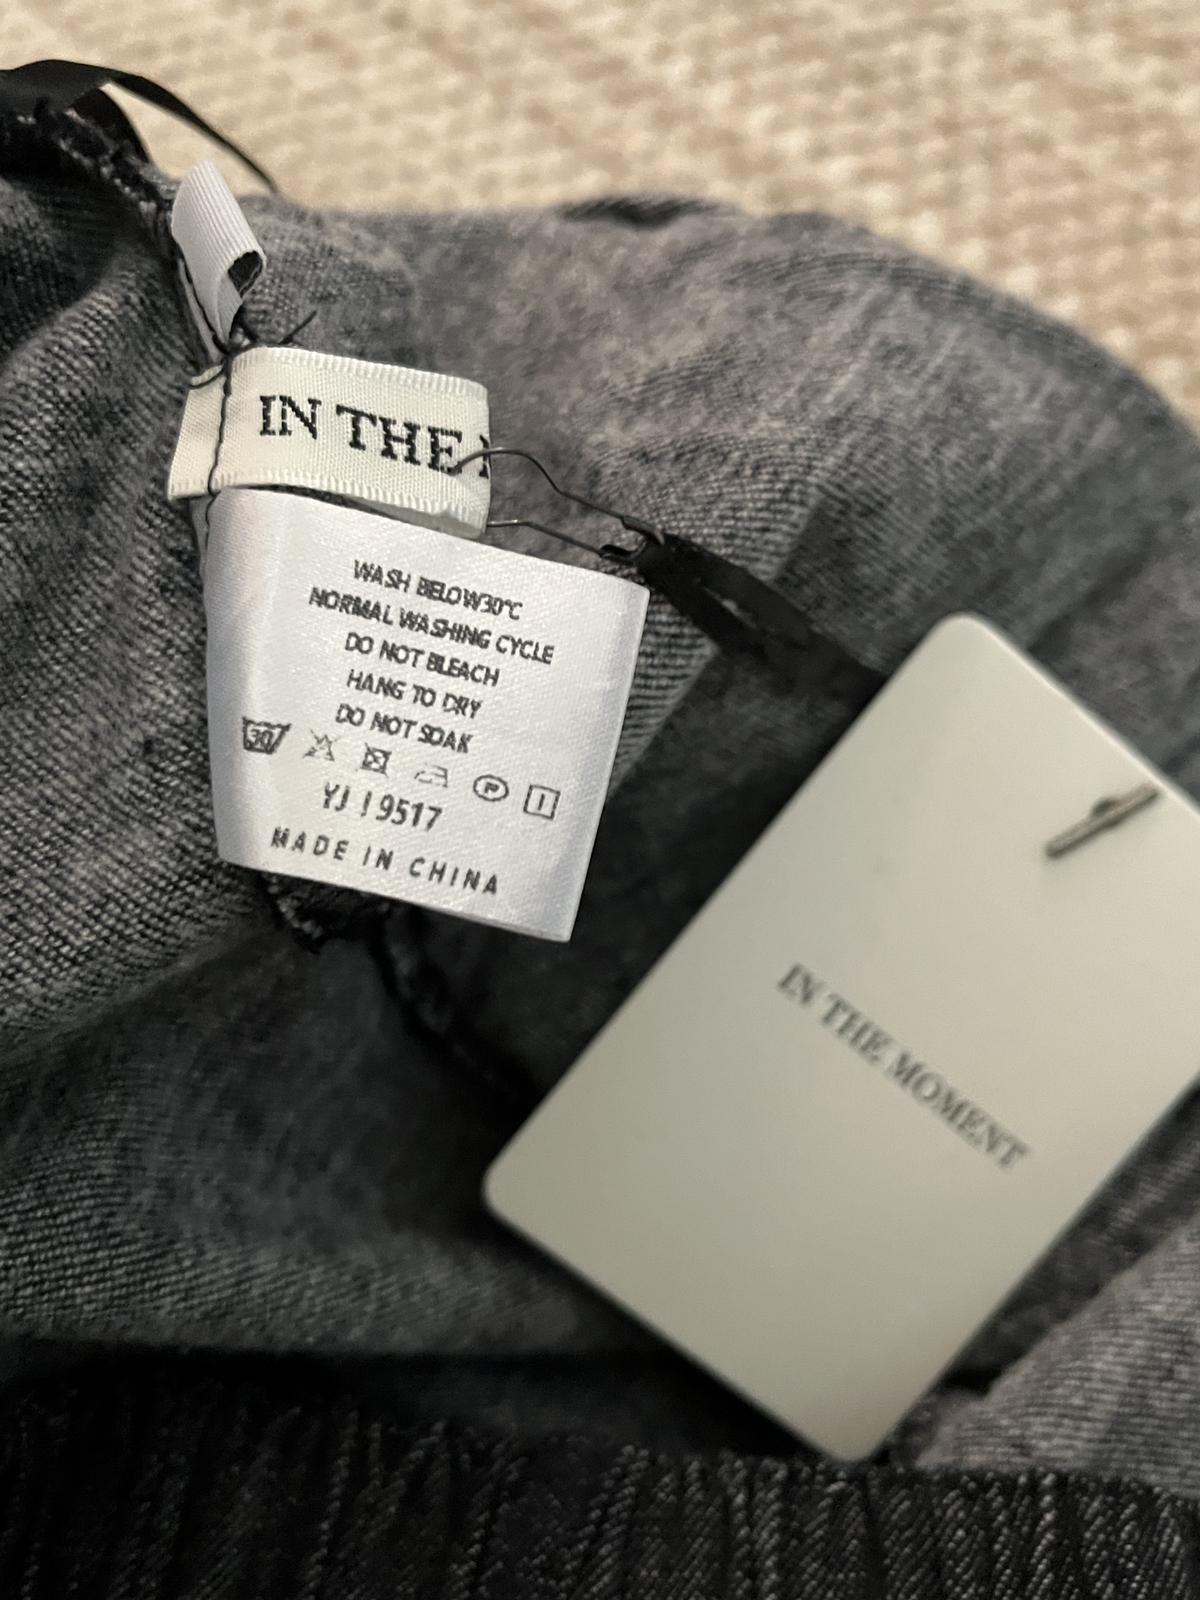 IN THE
WASH BELOW30°C
NORMAL WASHING CYCLE
DO NOT BLEACH
HANG TO DRY
DO NOT SOAK
30
P
YJ J9517
MADE IN CHINA
IN THE MOMENT